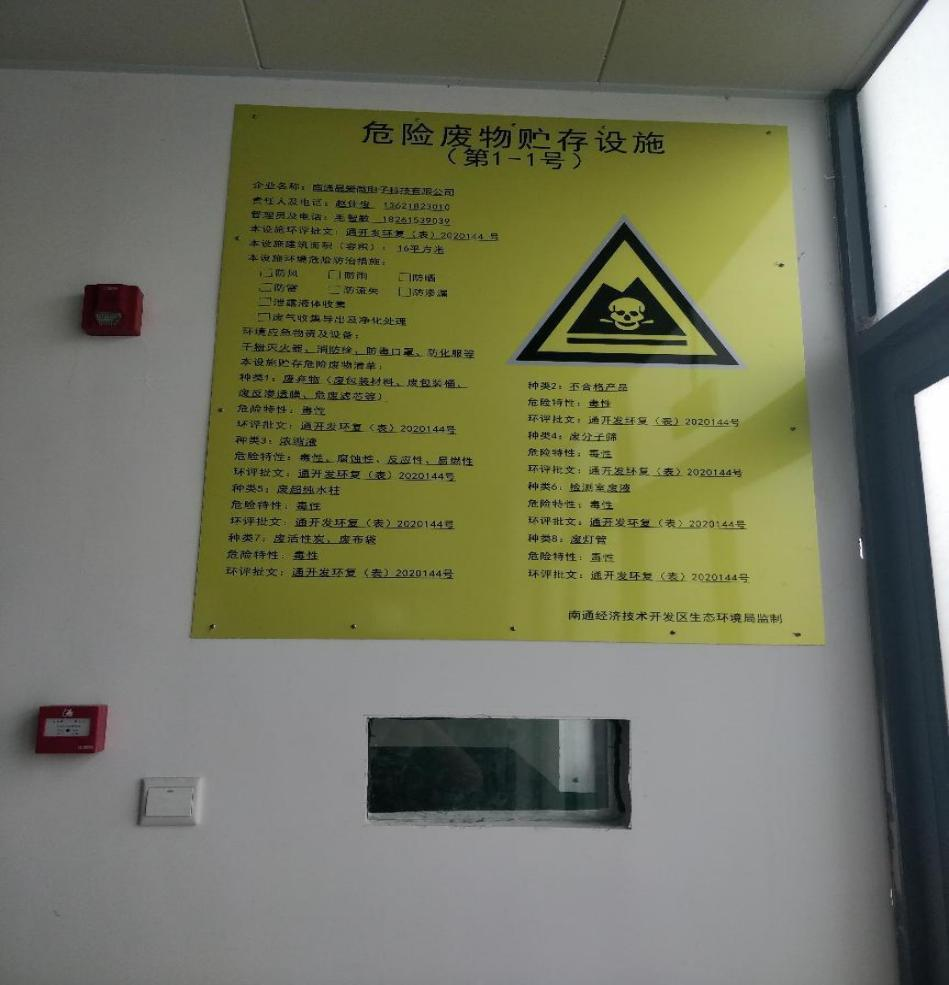 危险废物贮存设施
（第1-1号）
企业名称：南通晶爱微电子科技有限公司
责任人及电话：赵仕 13621823010
管理员及电话：毛智敏 18261539039
本设施环评批文：通开发环复（表）2020144 号
本设施建筑面积（容积）：16平方米
本设施环境危险防治措施：
□防风 □防雨 □防晒
□防雷 □防流失 □防渗漏
□泄露液体收集
□废气收集导出及净化处理
环境应急物资及设备：
干粉灭火器、消防栓、防毒口罩、防化服等
本设施贮存危险废物清单：
种类1：废弃物（废包装材料、废包装桶、
废反渗透膜、危废滤芯等）
危险特性：毒性
环评批文：通开发环复（表）2020144号
种类3：浓缩液
危险特性：毒性、腐蚀性、反应性、易燃性
环评批文：通开发环复（表）2020144号
种类5：废超纯水柱
危险特性：毒性
环评批文：通开发环复（表）2020144号
种类7：废活性炭、废布袋
危险特性：毒性
环评批文：通开发环复（表）2020144号
种类2：不合格产品
危险特性：毒性
环评批文：通开发环复（表）2020144号
种类4：废分子筛
危险特性：毒性
环评批文：通开发环复（表）2020144号
种类6：检测室废液
危险特性：毒性
环评批文：通开发环复（表）2020144号
种类8：废灯管
危险特性：毒性
环评批文：通开发环复（表）2020144号
南通经济技术开发区生态环境局监制